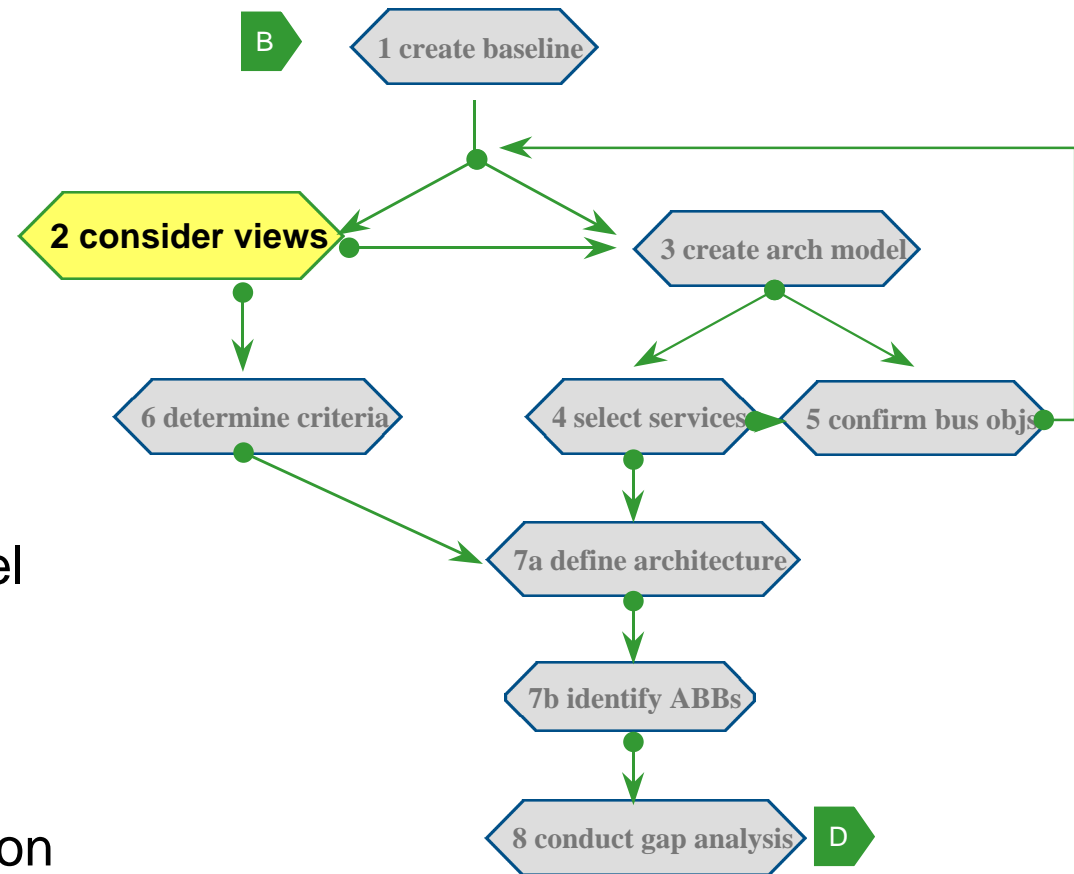 B
1 create baseline
2 consider views
3 create arch model
6 determine criteria
4 select services
5 confirm bus objs
el
7a define architecture
7b identify ABBs
on
8 conduct gap analysis
D